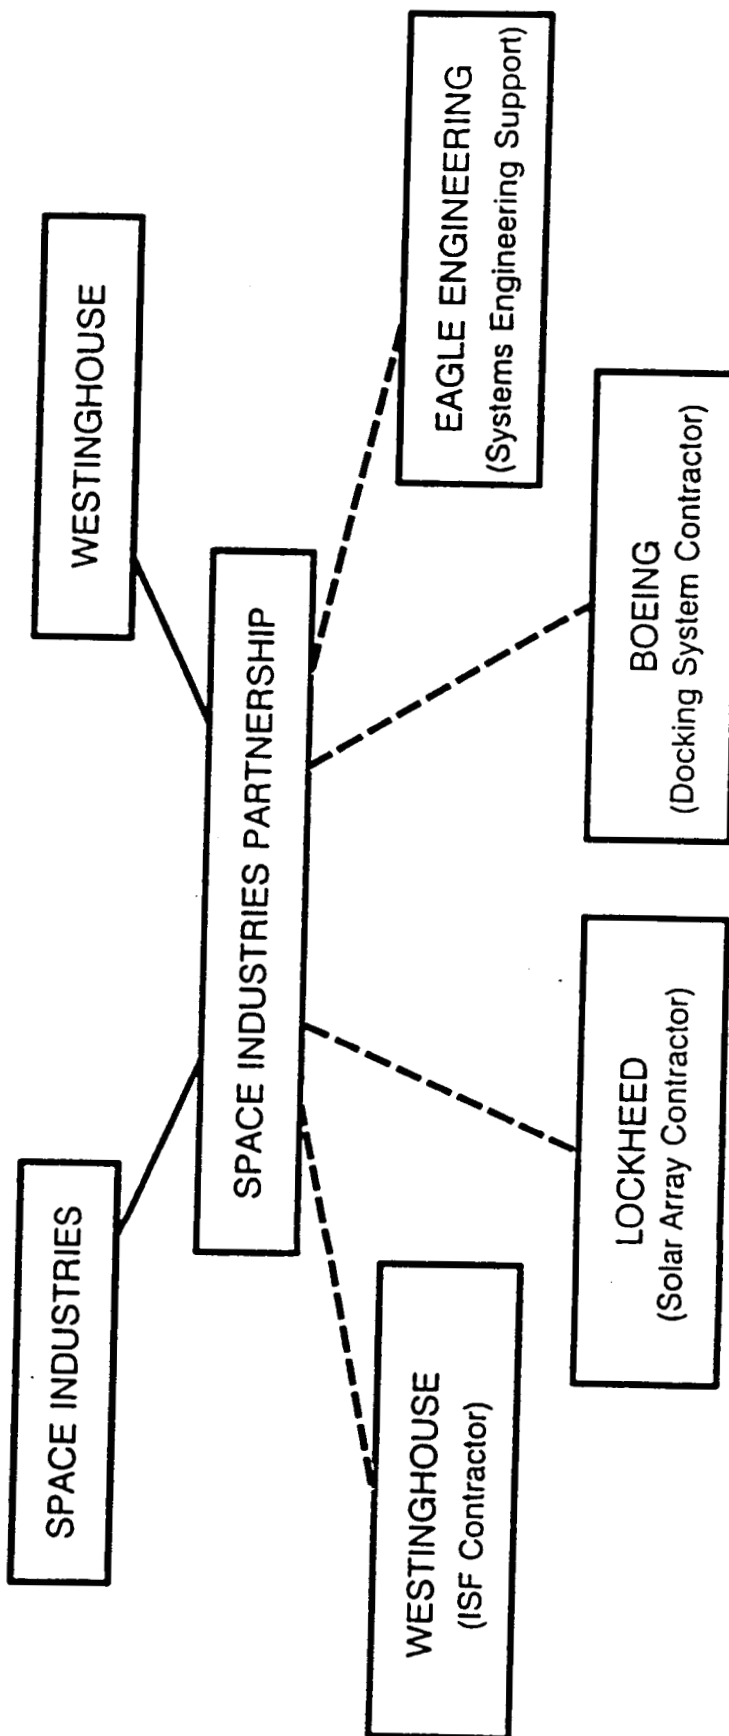 SPACE INDUSTRIES
WESTINGHOUSE
SPACE INDUSTRIES PARTNERSHIP
WESTINGHOUSE
(ISF Contractor)
LOCKHEED
(Solar Array Contractor)
BOEING
(Docking System Contractor)
EAGLE ENGINEERING
(Systems Engineering Support)